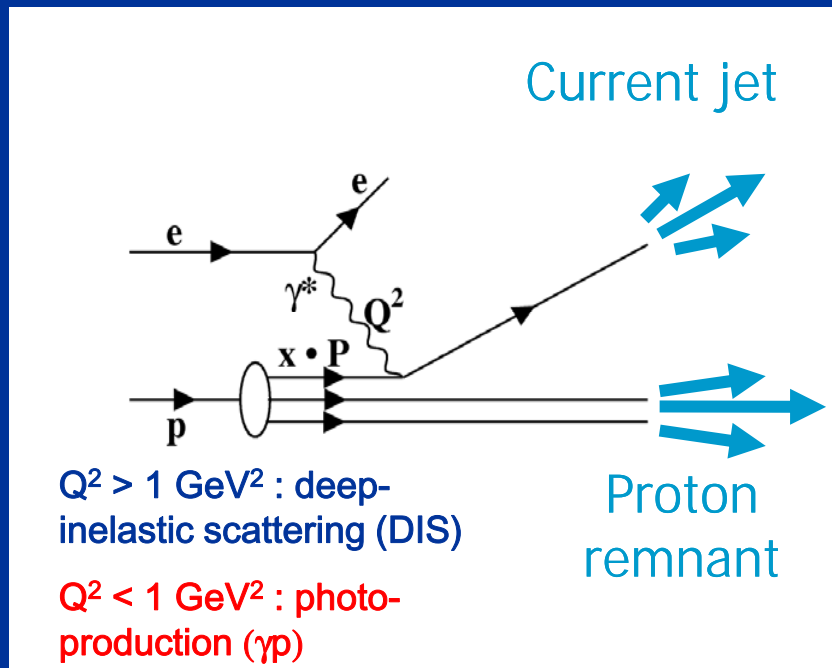 Current jet
e
e
γ*
Q²
x • P
p
Q² > 1 GeV² : deep-
inelastic scattering (DIS)
Proton
remnant
Q² < 1 GeV² : photo-
production (γp)